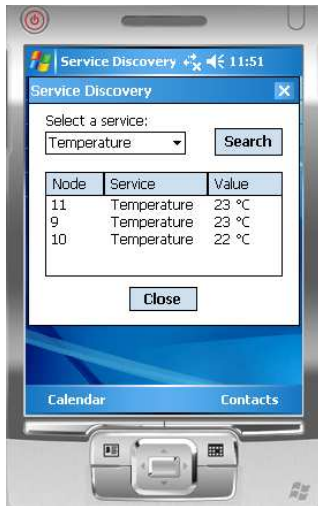 Service Discovery 11:51
Service Discovery X
Select a service:
Temperature Search
Node Service Value
11 Temperature 23 °C
9 Temperature 23 °C
10 Temperature 22 °C
Close
Calendar Contacts